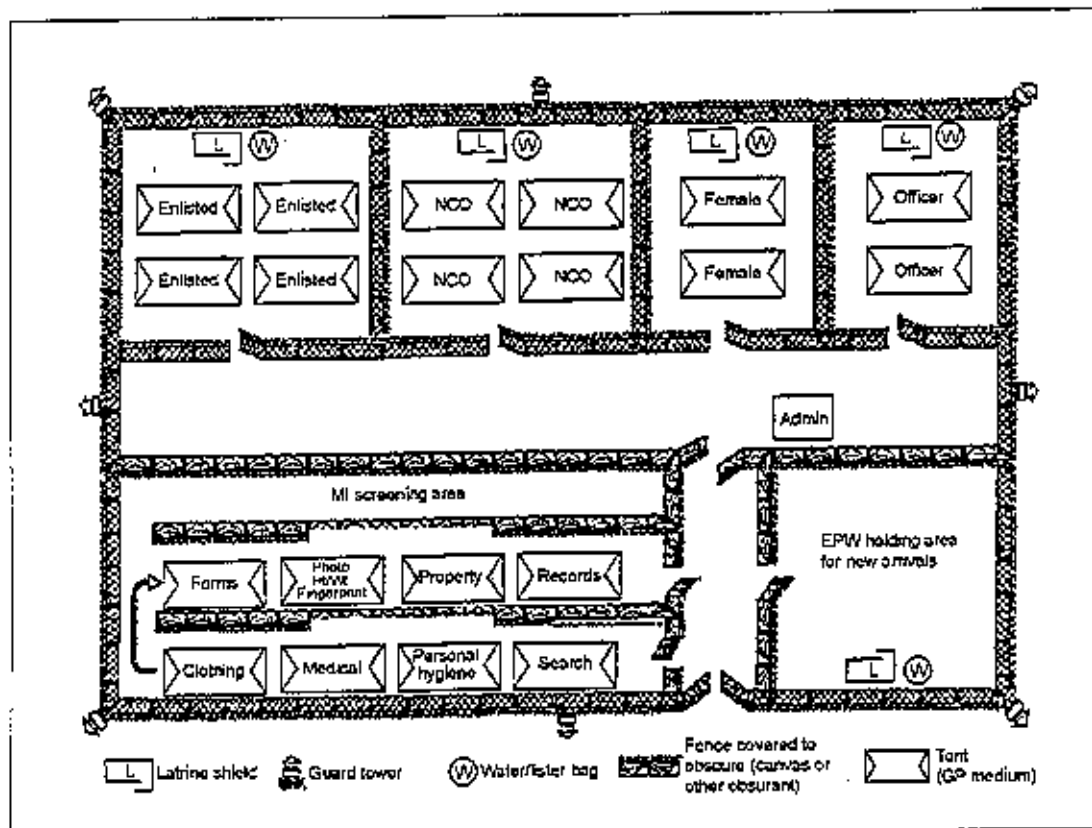 L W L W L W L W
Enlisted Enlisted NCO NCO Female Officer
Enlisted Enlisted NCO NCO Female Officer
Admin
MI screening area
EPW holding area
for new arrivals
Forms Photo Property Records
Fingerprint
Clothing Medical Personal hygiene Search
L W
L Latrine shield Guard tower W Water/lister bag Fence covered to
obscure (canvas or
other obsurant) Tent
(GP medium)